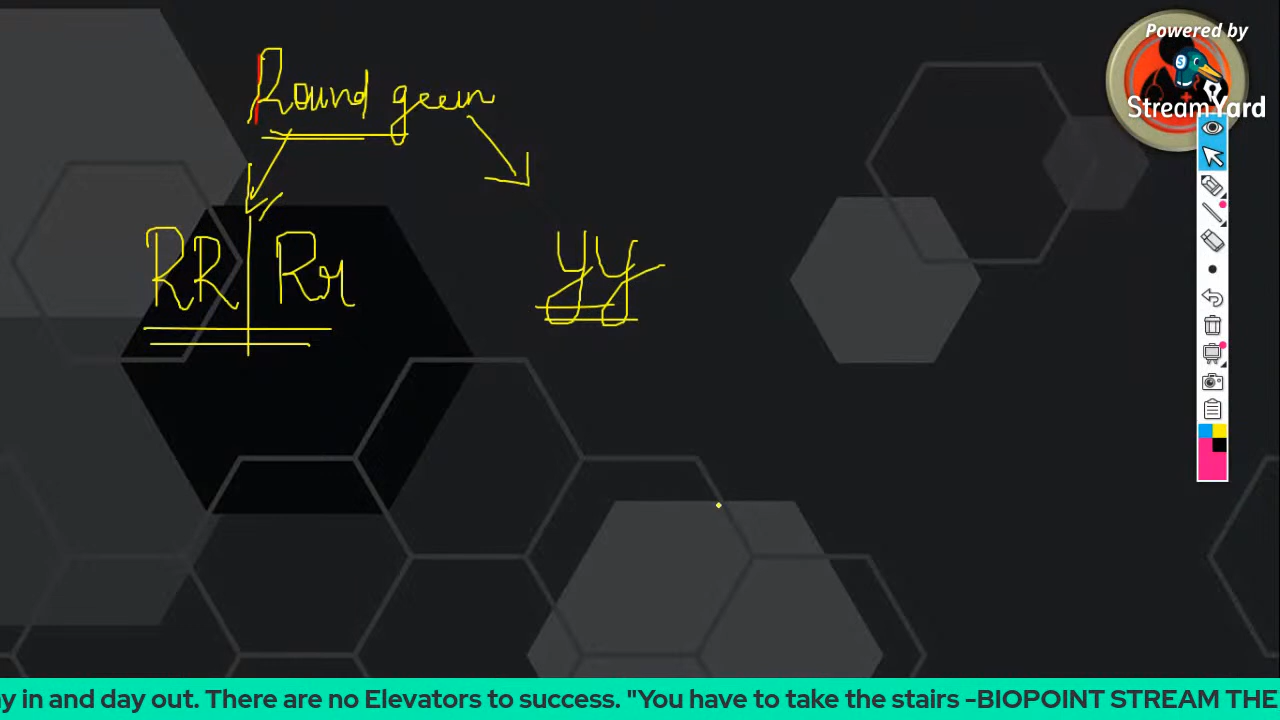 Powered by
StreamYard
Round geeen
RR Rr
yy
y in and day out. There are no Elevators to success. "You have to take the stairs -BIOPOINT STREAM THE